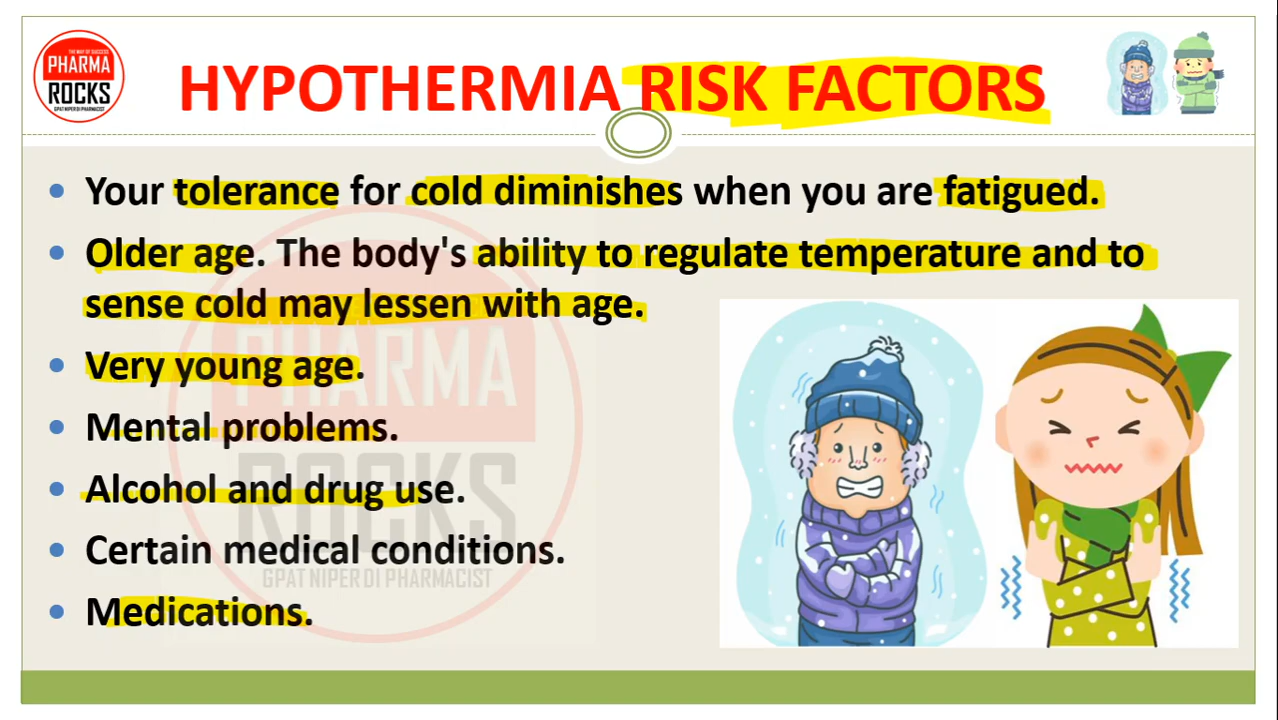 THE WAY OF SUCCESS
PHARMA
ROCKS
GPAT NIPER DI PHARMACIST
HYPOTHERMIA RISK FACTORS
• Your tolerance for cold diminishes when you are fatigued.
• Older age. The body's ability to regulate temperature and to
sense cold may lessen with age.
• Very young age.
• Mental problems.
• Alcohol and drug use.
• Certain medical conditions.
• Medications.
PHARMA
ROCKS
GPAT NIPER DI PHARMACIST